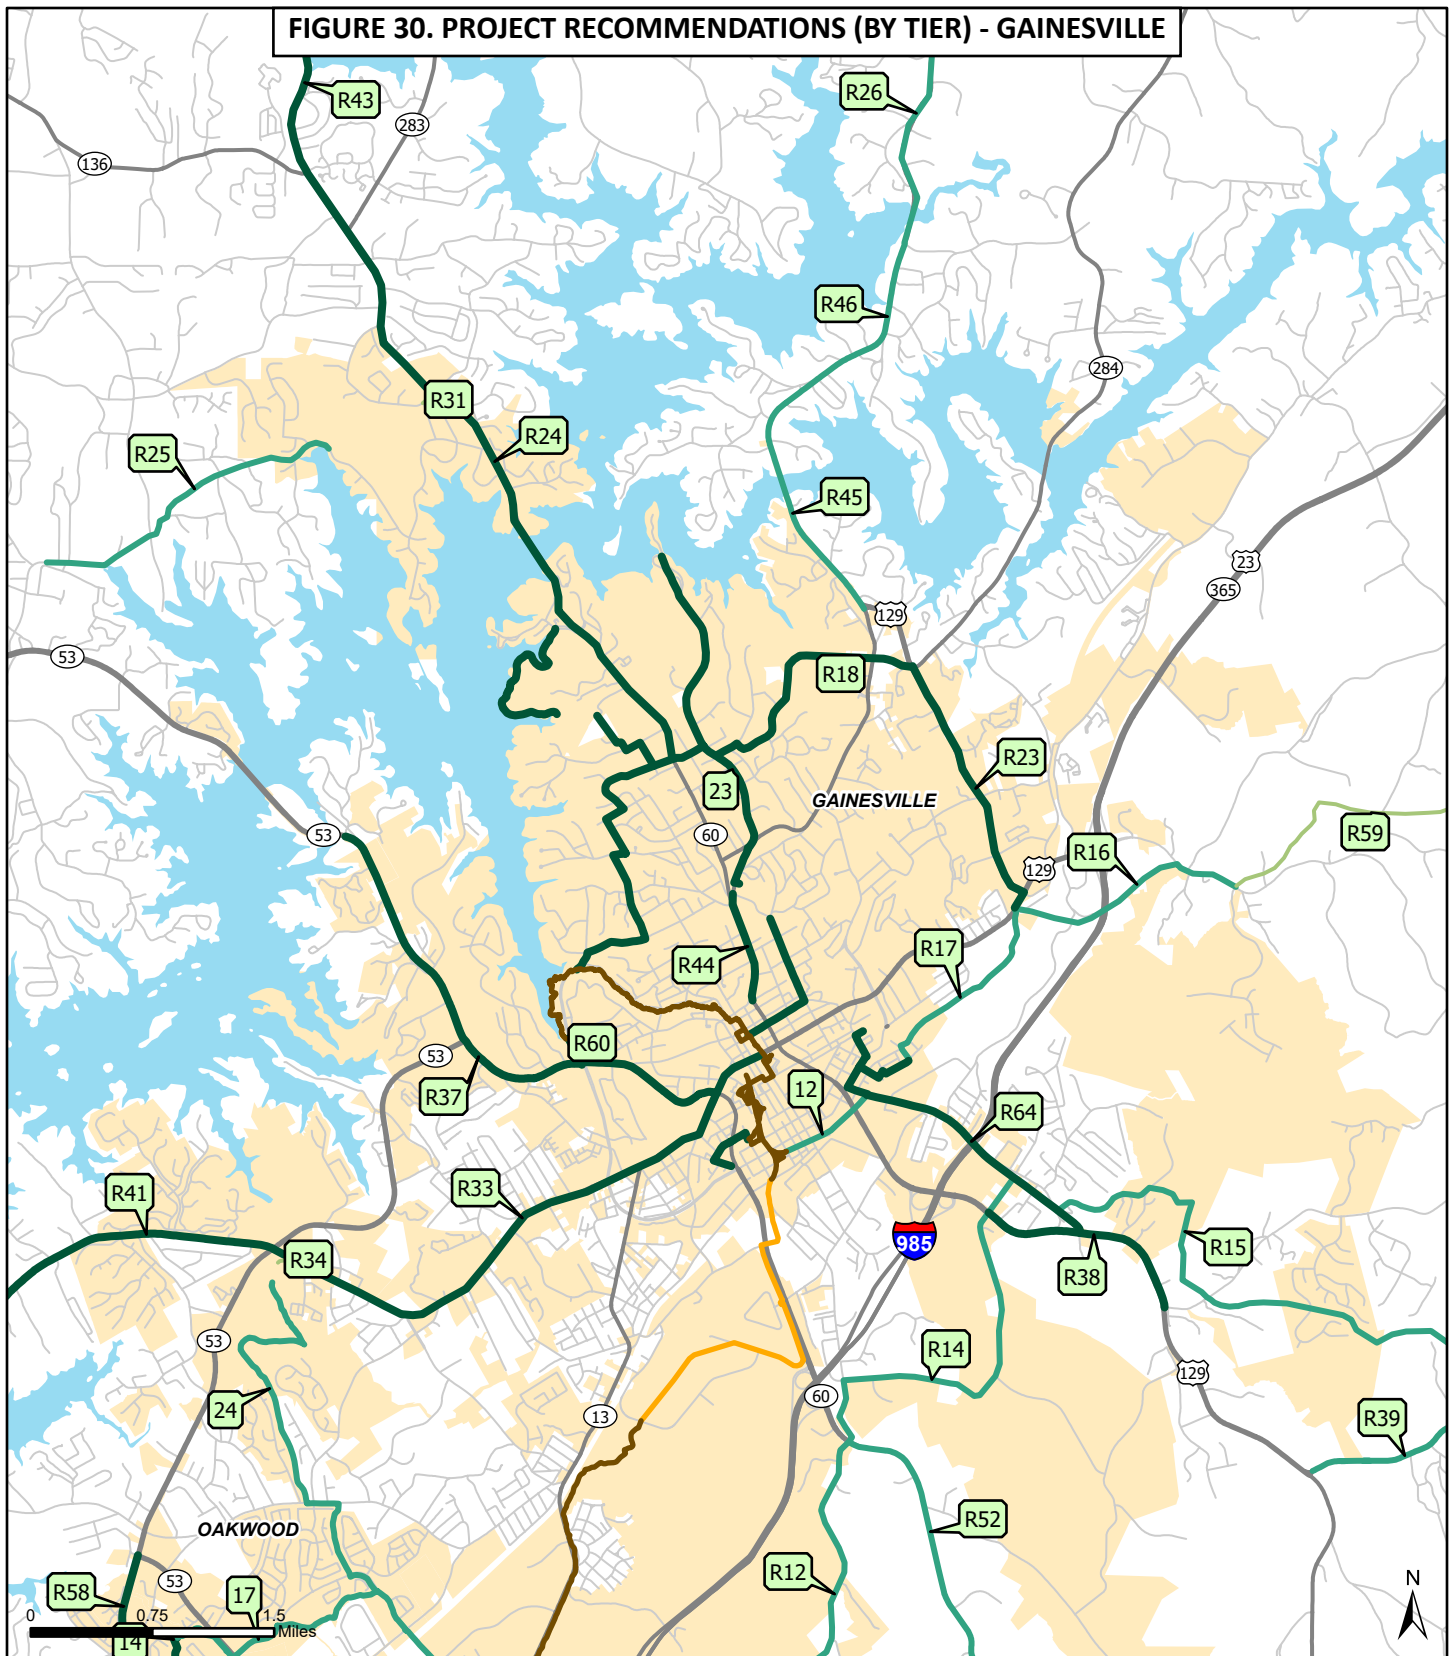 FIGURE 30. PROJECT RECOMMENDATIONS (BY TIER) - GAINESVILLE
R43
R26
283
136
R46
284
R31
R24
R25
R45
23
365
129
53
R18
R23
23
GAINESVILLE
60
53
R59
R16
129
R17
R44
R60
53
R37
12
R64
R33
R41
985
R15
R34
R38
53
R14
129
60
24
13
R39
R52
OAKWOOD
R12
53
R58
17
N
0 0.75 1.5
Miles
14